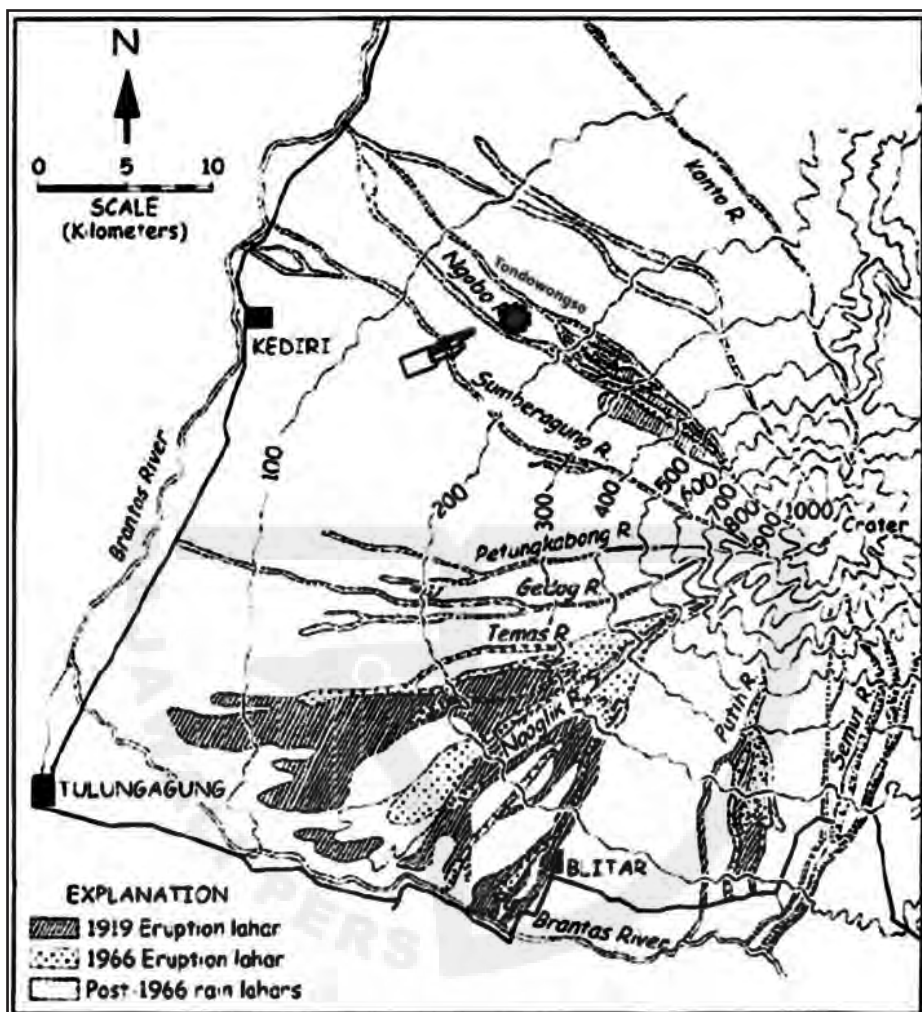 N
0 5 10
SCALE
(Kilometers)
Konto R.
Tondowongso
Ngobo R.
KEDIRI
Sumberagung R.
Brantas River
100
200
300
400
500
600
700
800
900
1000
Crater
Petungkabong R.
Gedog R.
Temas R.
Putih R.
Semut R.
TULUNGAGUNG
BLITAR
Brantas River
EXPLANATION
1919 Eruption lahar
1966 Eruption lahar
Post-1966 rain lahars